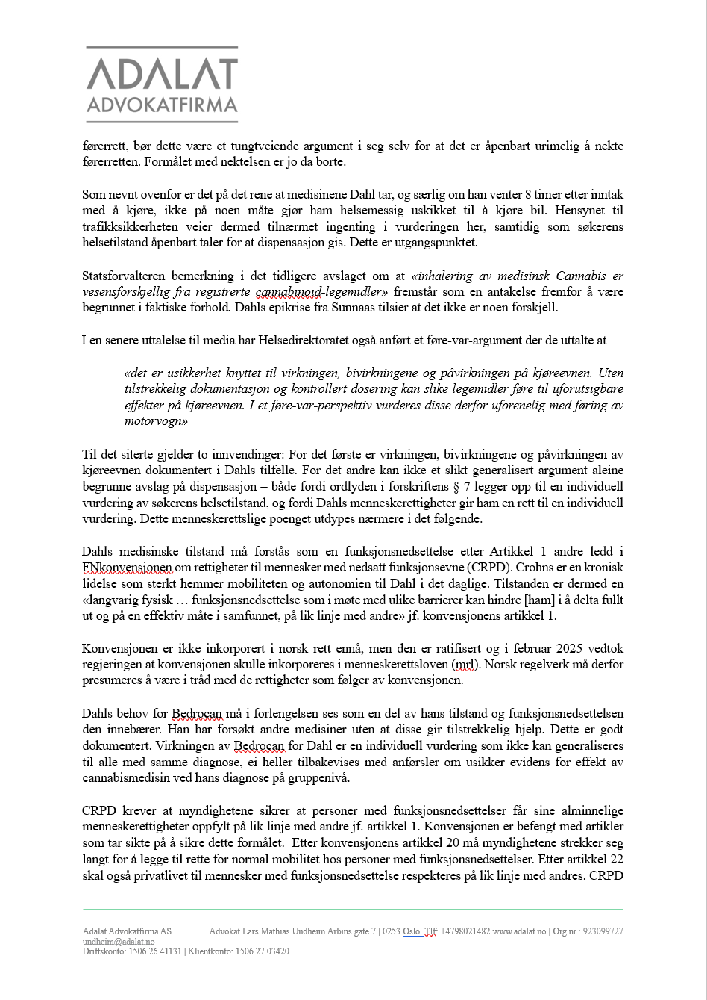 ADALAT
ADVOKATFIRMA
førerrett, bør dette være et tungtveiende argument i seg selv for at det er åpenbart urimelig å nekte
førerretten. Formålet med nektelsen er jo da borte.
Som nevnt ovenfor er det på det rene at medisinene Dahl tar, og særlig om han venter 8 timer etter inntak
med å kjøre, ikke på noen måte gjør ham helsemessig uskikket til å kjøre bil. Hensynet til
trafikksikkerheten veier dermed tilnærmet ingenting i vurderingen her, samtidig som søkerens
helsetilstand åpenbart taler for at dispensasjon gis. Dette er utgangspunktet.
Statsforvalteren bemerkning i det tidligere avslaget om at «inhalering av medisinsk Cannabis er
vesensforskjellig fra registrerte cannabinoid-legemidler» fremstår som en antakelse fremfor å være
begrunnet i faktiske forhold. Dahls epikrise fra Sunnaas tilsier at det ikke er noen forskjell.
I en senere uttalelse til media har Helsedirektoratet også anført et føre-var-argument der de uttalte at
«det er usikkerhet knyttet til virkningen, bivirkningene og påvirkningen på kjøreevnen. Uten
tilstrekkelig dokumentasjon og kontrollert dosering kan slike legemidler føre til uforutsigbare
effekter på kjøreevnen. I et føre-var-perspektiv vurderes disse derfor uforenelig med føring av
motorvogn»
Til det siterte gjelder to innvendinger: For det første er virkningen, bivirkningene og påvirkningen av
kjøreevnen dokumentert i Dahls tilfelle. For det andre kan ikke et slikt generalisert argument aleine
begrunne avslag på dispensasjon – både fordi ordlyden i forskriftens § 7 legger opp til en individuell
vurdering av søkerens helsetilstand, og fordi Dahls menneskerettigheter gir ham en rett til en individuell
vurdering. Dette menneskerettslige poenget utdypes nærmere i det følgende.
Dahls medisinske tilstand må forstås som en funksjonsnedsettelse etter Artikkel 1 andre ledd i
FNkonvensjonen om rettigheter til mennesker med nedsatt funksjonsevne (CRPD). Crohns er en kronisk
lidelse som sterkt hemmer mobiliteten og autonomien til Dahl i det daglige. Tilstanden er dermed en
«langvarig fysisk … funksjonsnedsettelse som i møte med ulike barrierer kan hindre [ham] i å delta fullt
ut og på en effektiv måte i samfunnet, på lik linje med andre» jf. konvensjonens artikkel 1.
Konvensjonen er ikke inkorporert i norsk rett ennå, men den er ratifisert og i februar 2025 vedtok
regjeringen at konvensjonen skulle inkorporeres i menneskerettsloven (mrl). Norsk regelverk må derfor
presumeres å være i tråd med de rettigheter som følger av konvensjonen.
Dahls behov for Bedrocan må i forlengelsen ses som en del av hans tilstand og funksjonsnedsettelsen
den innebærer. Han har forsøkt andre medisiner uten at disse gir tilstrekkelig hjelp. Dette er godt
dokumentert. Virkningen av Bedrocan for Dahl er en individuell vurdering som ikke kan generaliseres
til alle med samme diagnose, ei heller tilbakevises med anførsler om usikker evidens for effekt av
cannabismedisin ved hans diagnose på gruppenivå.
CRPD krever at myndighetene sikrer at personer med funksjonsnedsettelser får sine alminnelige
menneskerettigheter oppfylt på lik linje med andre jf. artikkel 1. Konvensjonen er befengt med artikler
som tar sikte på å sikre dette formålet.  Etter konvensjonens artikkel 20 må myndighetene strekker seg
langt for å legge til rette for normal mobilitet hos personer med funksjonsnedsettelser. Etter artikkel 22
skal også privatlivet til mennesker med funksjonsnedsettelse respekteres på lik linje med andres. CRPD
Adalat Advokatfirma AS Advokat Lars Mathias Undheim Arbins gate 7 | 0253 Oslo  Tlf: +4798021482 www.adalat.no | Org.nr.: 923099727
undheim@adalat.no
Driftskonto: 1506 26 41131 | Klientkonto: 1506 27 03420